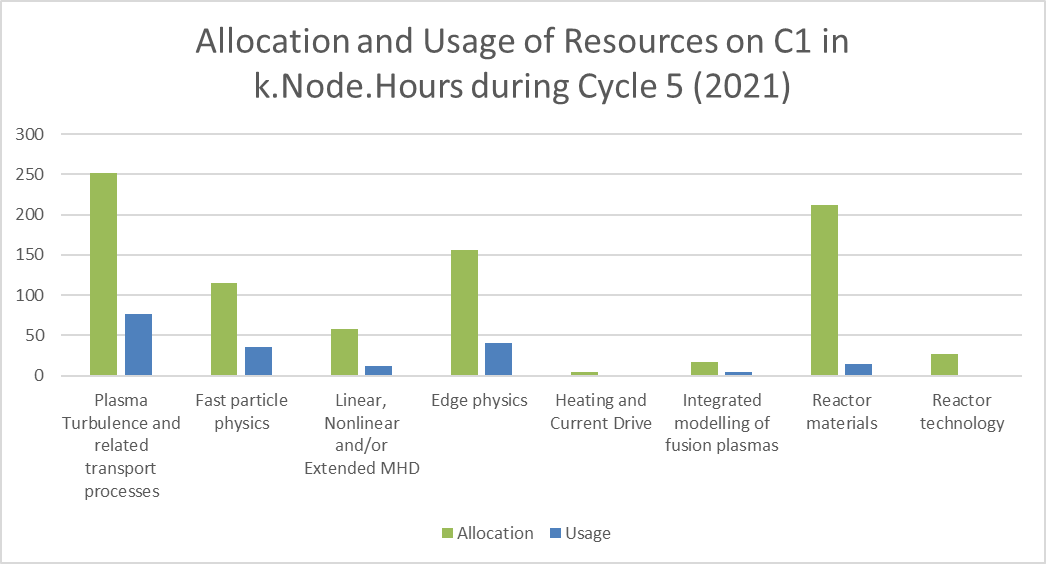 Allocation and Usage of Resources on C1 in
k.Node.Hours during Cycle 5 (2021)
300
250
200
150
100
50
0
Plasma
Turbulence and
related
transport
processes
Fast particle
physics
Linear,
Nonlinear
and/or
Extended MHD
Edge physics
Heating and
Current Drive
Integrated
modelling of
fusion plasmas
Reactor
materials
Reactor
technology
Allocation
Usage